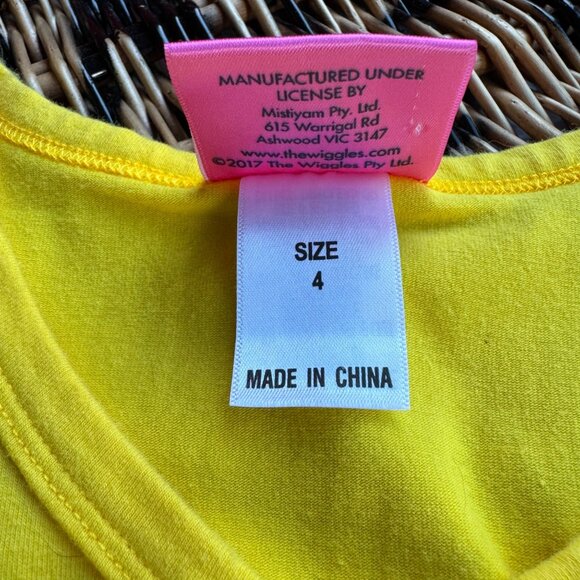 MANUFACTURED UNDER
LICENSE BY
Mistiyam Pty. Ltd.
615 Warrigal Rd
Ashwood VIC 3147
www.thewiggles.com
©2017 The Wiggles Pty Ltd.
SIZE
4
MADE IN CHINA